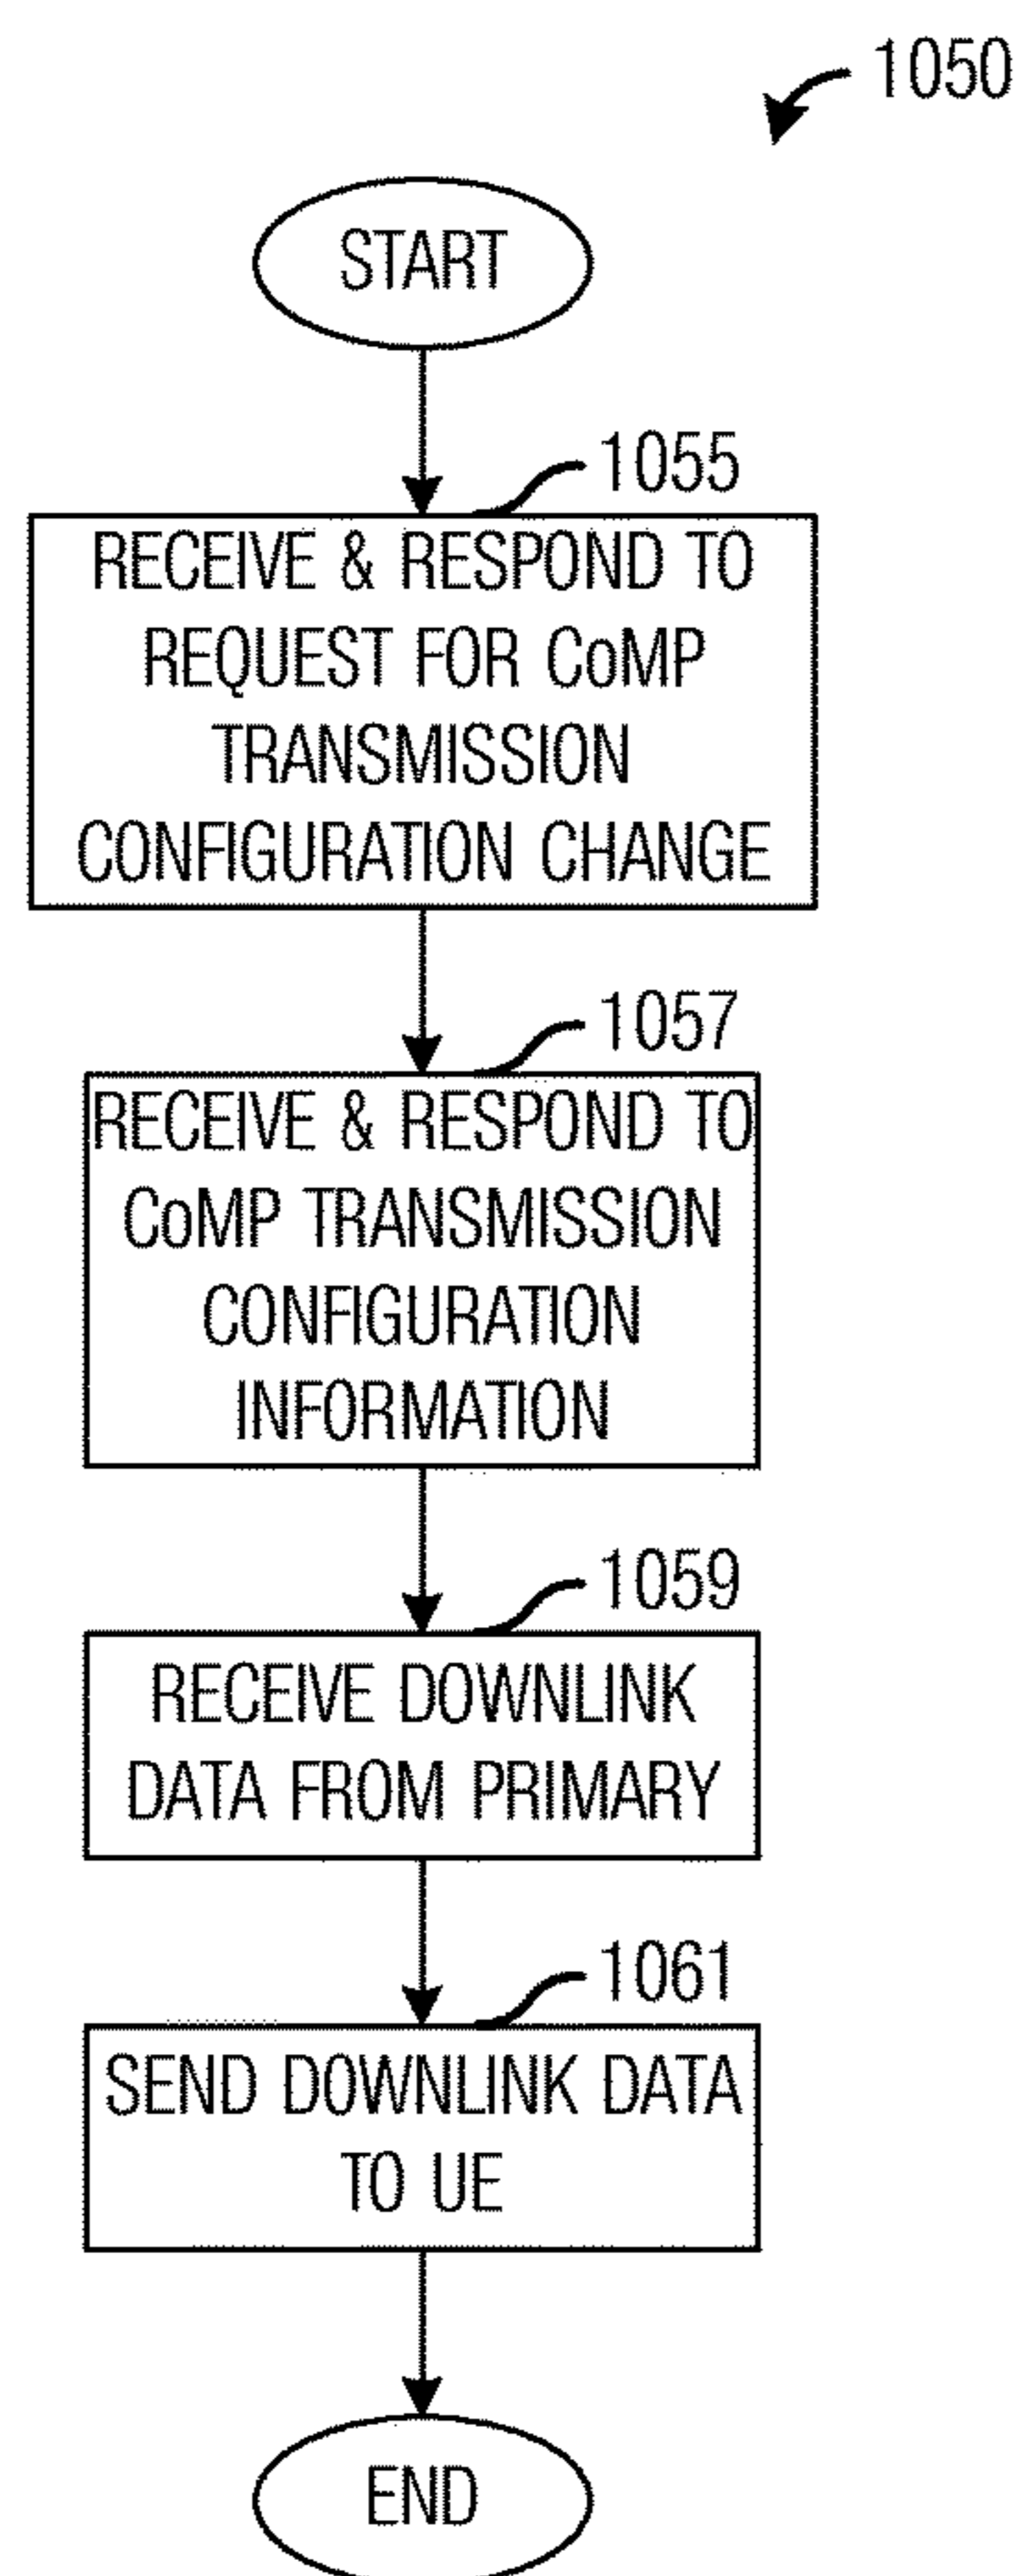 1050
START
1055
RECEIVE & RESPOND TO
REQUEST FOR CoMP
TRANSMISSION
CONFIGURATION CHANGE
1057
RECEIVE & RESPOND TO
CoMP TRANSMISSION
CONFIGURATION
INFORMATION
1059
RECEIVE DOWNLINK
DATA FROM PRIMARY
1061
SEND DOWNLINK DATA
TO UE
END